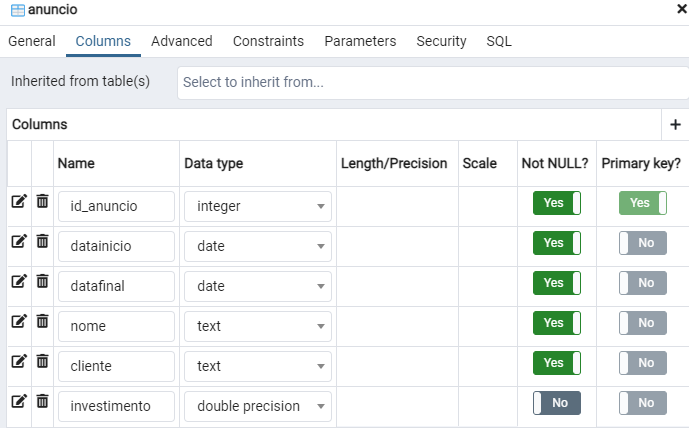 anuncio
General Columns Advanced Constraints Parameters Security SQL
Inherited from table(s) Select to inherit from...
Columns
Name Data type Length/Precision Scale Not NULL? Primary key?
id_anuncio integer Yes Yes
datainicio date Yes No
datafinal date Yes No
nome text Yes No
cliente text Yes No
investimento double precision No No